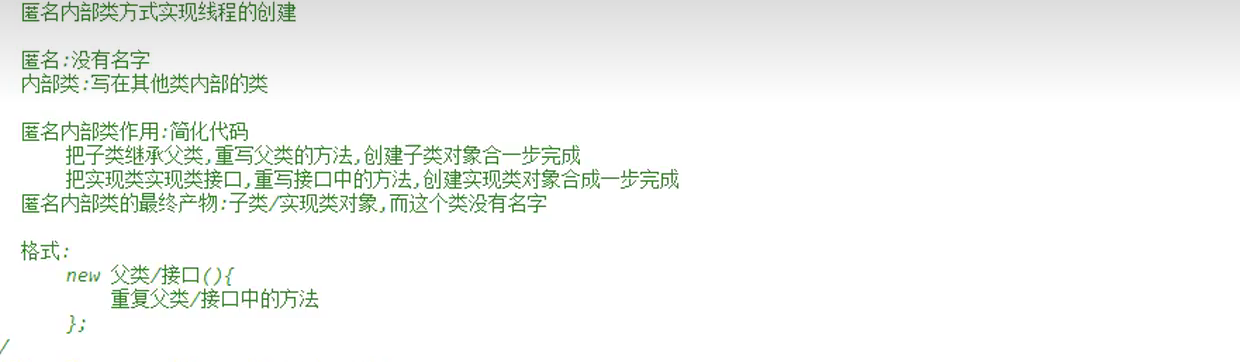 匿名内部类方式实现线程的创建
匿名:没有名字
内部类:写在其他类内部的类
匿名内部类作用:简化代码
把子类继承父类,重写父类的方法,创建子类对象合一步完成
把实现类实现类接口,重写接口中的方法,创建实现类对象合成一步完成
匿名内部类的最终产物:子类/实现类对象,而这个类没有名字
格式:
new 父类/接口(){
重复父类/接口中的方法
};
/